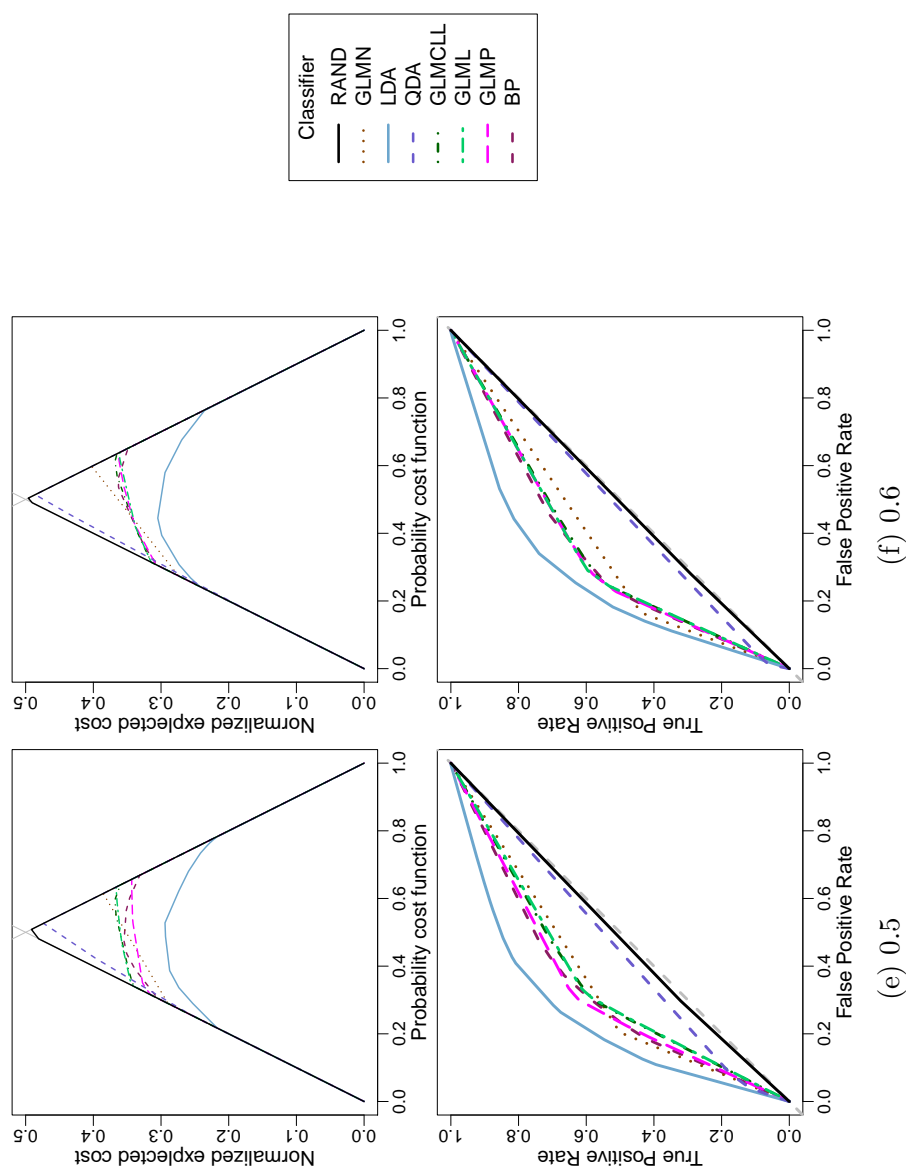 0.0 0.1 0.2 0.3 0.4 0.5
Normalized explected cost
0.0 0.2 0.4 0.6 0.8 1.0
Probability cost function
0.0 0.2 0.4 0.6 0.8 1.0
True Positive Rate
0.0 0.2 0.4 0.6 0.8 1.0
False Positive Rate
(e) 0.5
0.0 0.1 0.2 0.3 0.4 0.5
Normalized explected cost
0.0 0.2 0.4 0.6 0.8 1.0
Probability cost function
0.0 0.2 0.4 0.6 0.8 1.0
True Positive Rate
0.0 0.2 0.4 0.6 0.8 1.0
False Positive Rate
(f) 0.6
Classifier
RAND
GLMN
LDA
QDA
GLMCLL
GLML
GLMP
BP